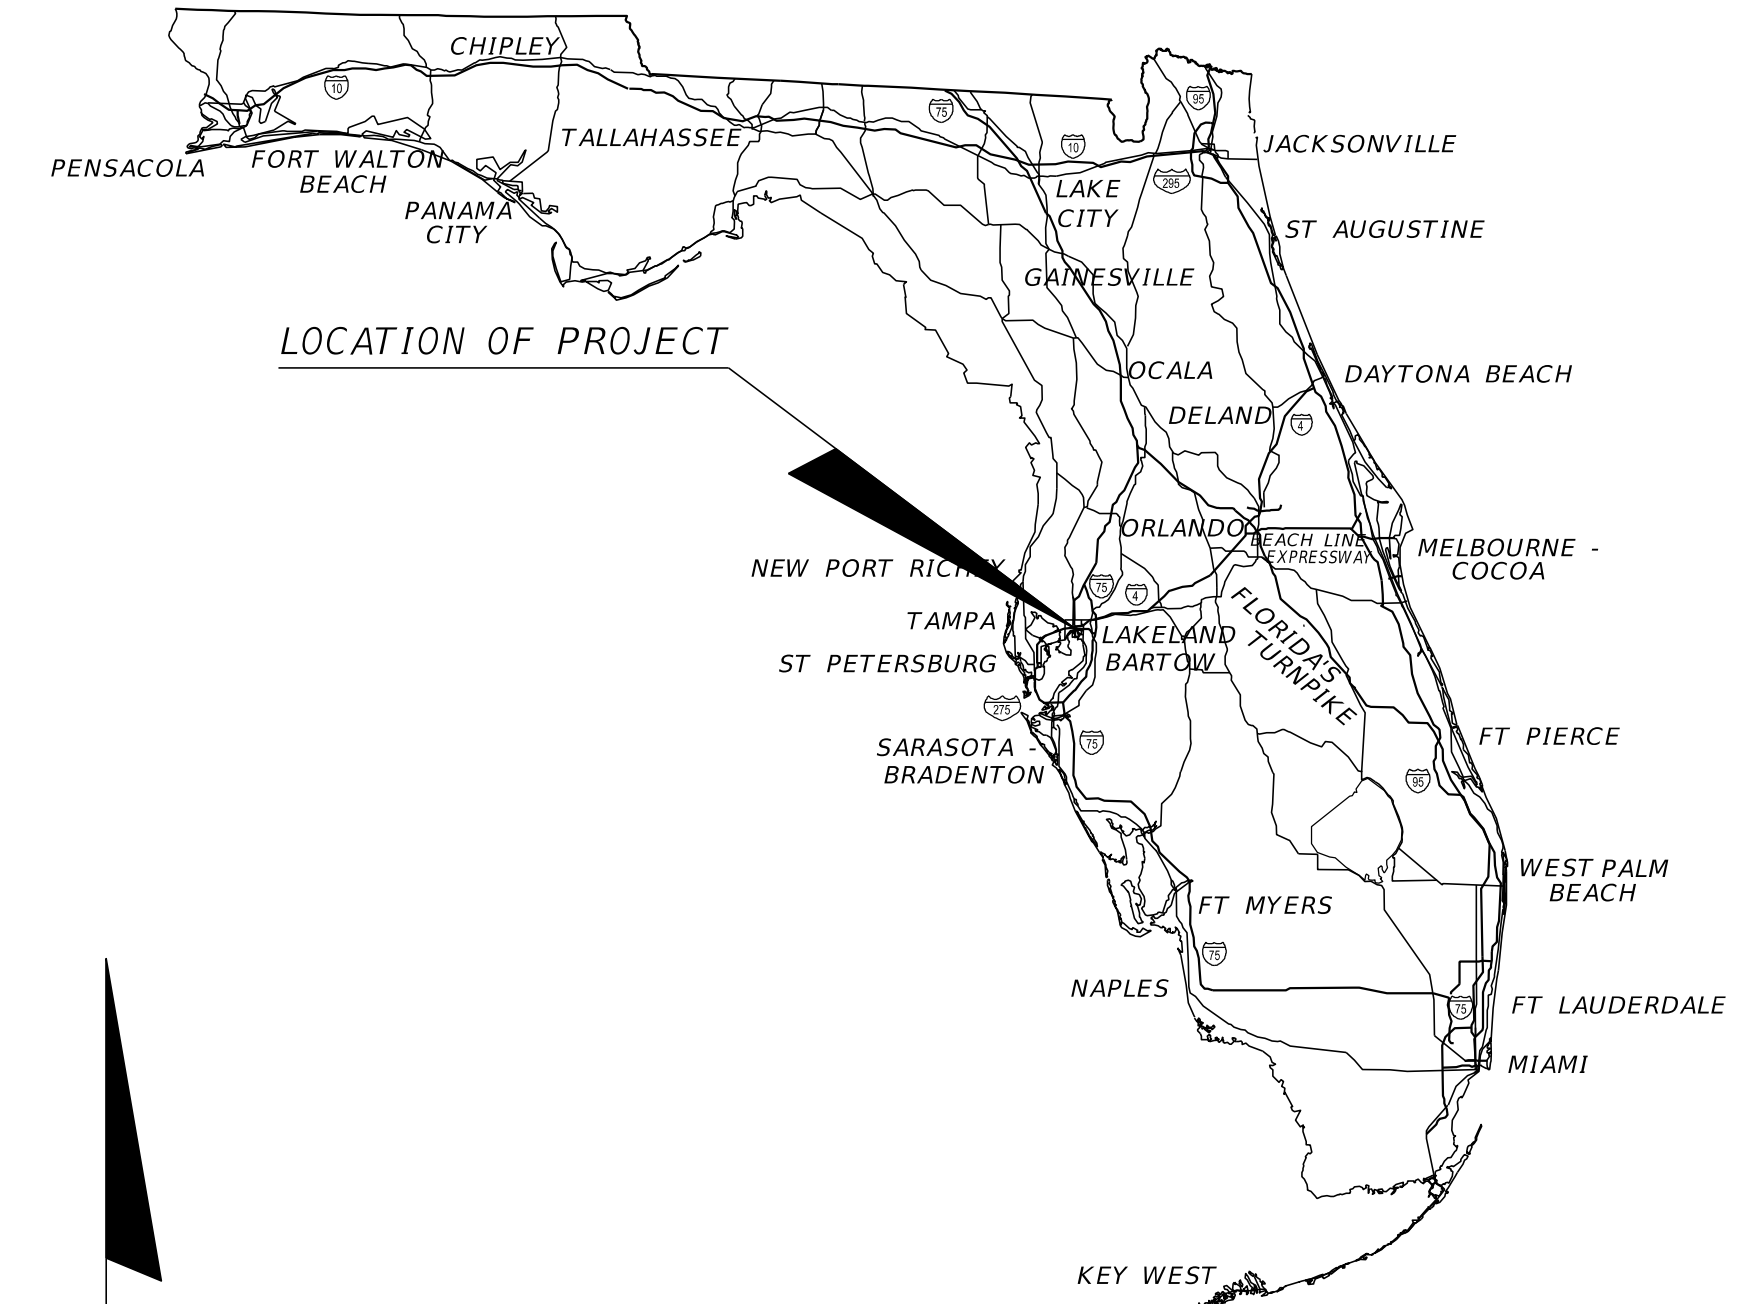 CHIPLEY
10
75
95
TALLAHASSEE
10
JACKSONVILLE
PENSACOLA
FORT WALTON
BEACH
295
LAKE
CITY
PANAMA
CITY
ST AUGUSTINE
GAINESVILLE
LOCATION OF PROJECT
OCALA
DAYTONA BEACH
DELAND
4
ORLANDO
BEACH LINE
EXPRESSWAY
MELBOURNE -
COCOA
NEW PORT RICHEY
75
4
TAMPA
LAKELAND
BARTOW
FLORIDA'S
TURNPIKE
ST PETERSBURG
275
SARASOTA -
BRADENTON
75
FT PIERCE
95
WEST PALM
BEACH
FT MYERS
75
NAPLES
75
FT LAUDERDALE
MIAMI
KEY WEST